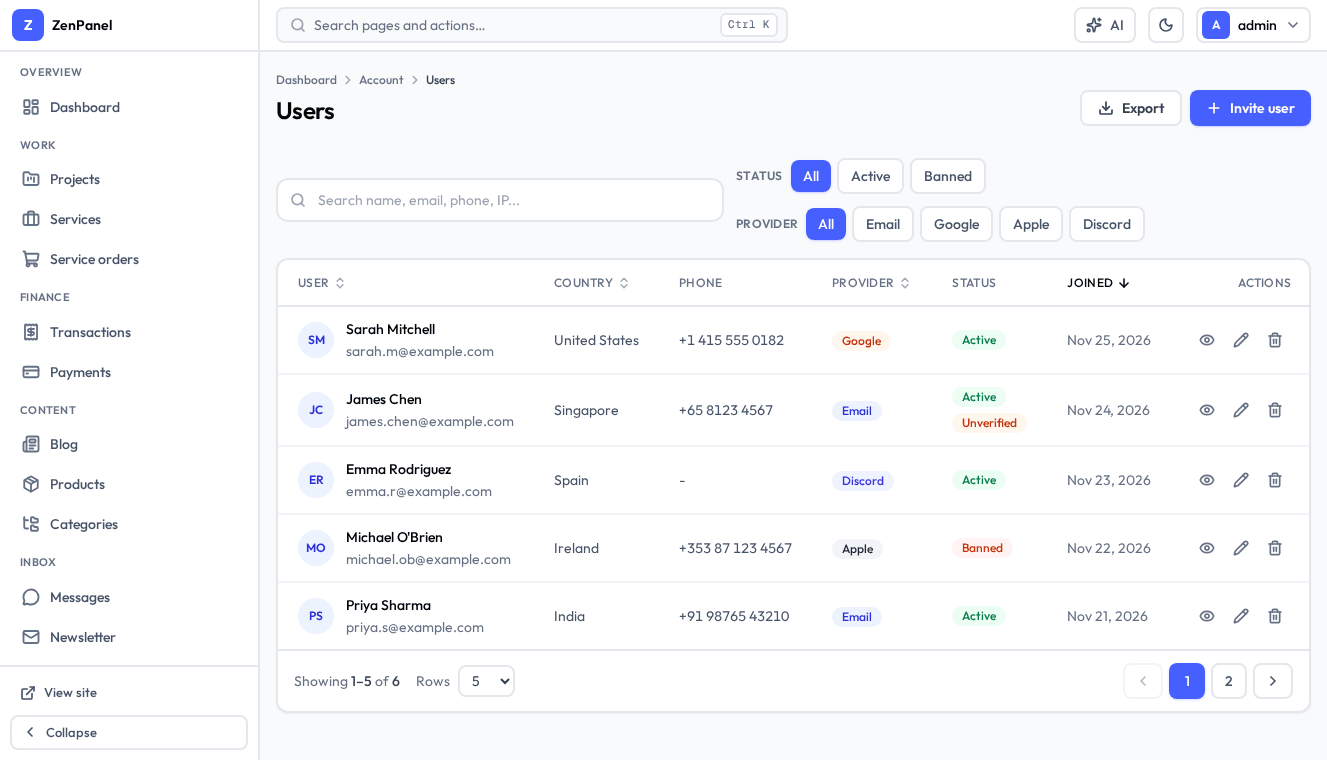 Z ZenPanel
Search pages and actions... Ctrl K
AI
A admin
OVERVIEW
Dashboard
WORK
Projects
Services
Service orders
FINANCE
Transactions
Payments
CONTENT
Blog
Products
Categories
INBOX
Messages
Newsletter
View site
Collapse
Dashboard Account Users
Users
Export
Invite user
Search name, email, phone, IP...
STATUS All Active Banned
PROVIDER All Email Google Apple Discord
USER COUNTRY PHONE PROVIDER STATUS JOINED ACTIONS
SM Sarah Mitchell
sarah.m@example.com
United States +1 415 555 0182 Google Active Nov 25, 2026
JC James Chen
james.chen@example.com
Singapore +65 8123 4567 Email Active Nov 24, 2026
Unverified
ER Emma Rodriguez
emma.r@example.com
Spain - Discord Active Nov 23, 2026
MO Michael O'Brien
michael.ob@example.com
Ireland +353 87 123 4567 Apple Banned Nov 22, 2026
PS Priya Sharma
priya.s@example.com
India +91 98765 43210 Email Active Nov 21, 2026
Showing 1–5 of 6 Rows 5
1 2